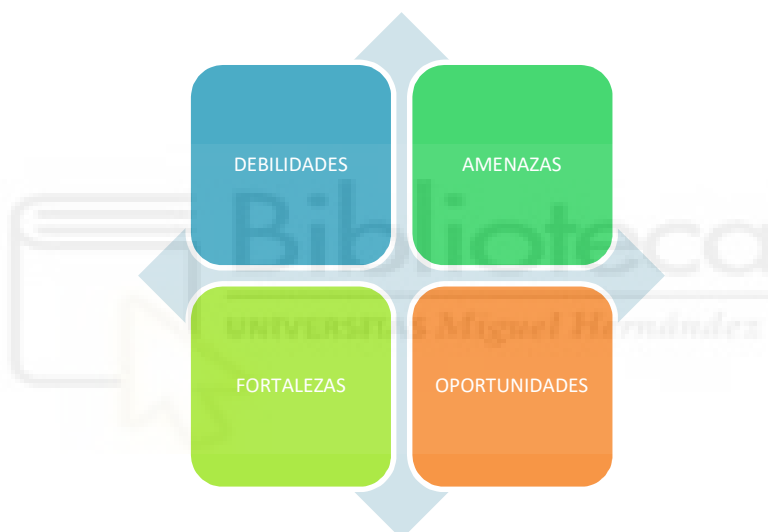 DEBILIDADES
AMENAZAS
Biblioteca
UNIVERSITAS Miguel Hernández
FORTALEZAS
OPORTUNIDADES